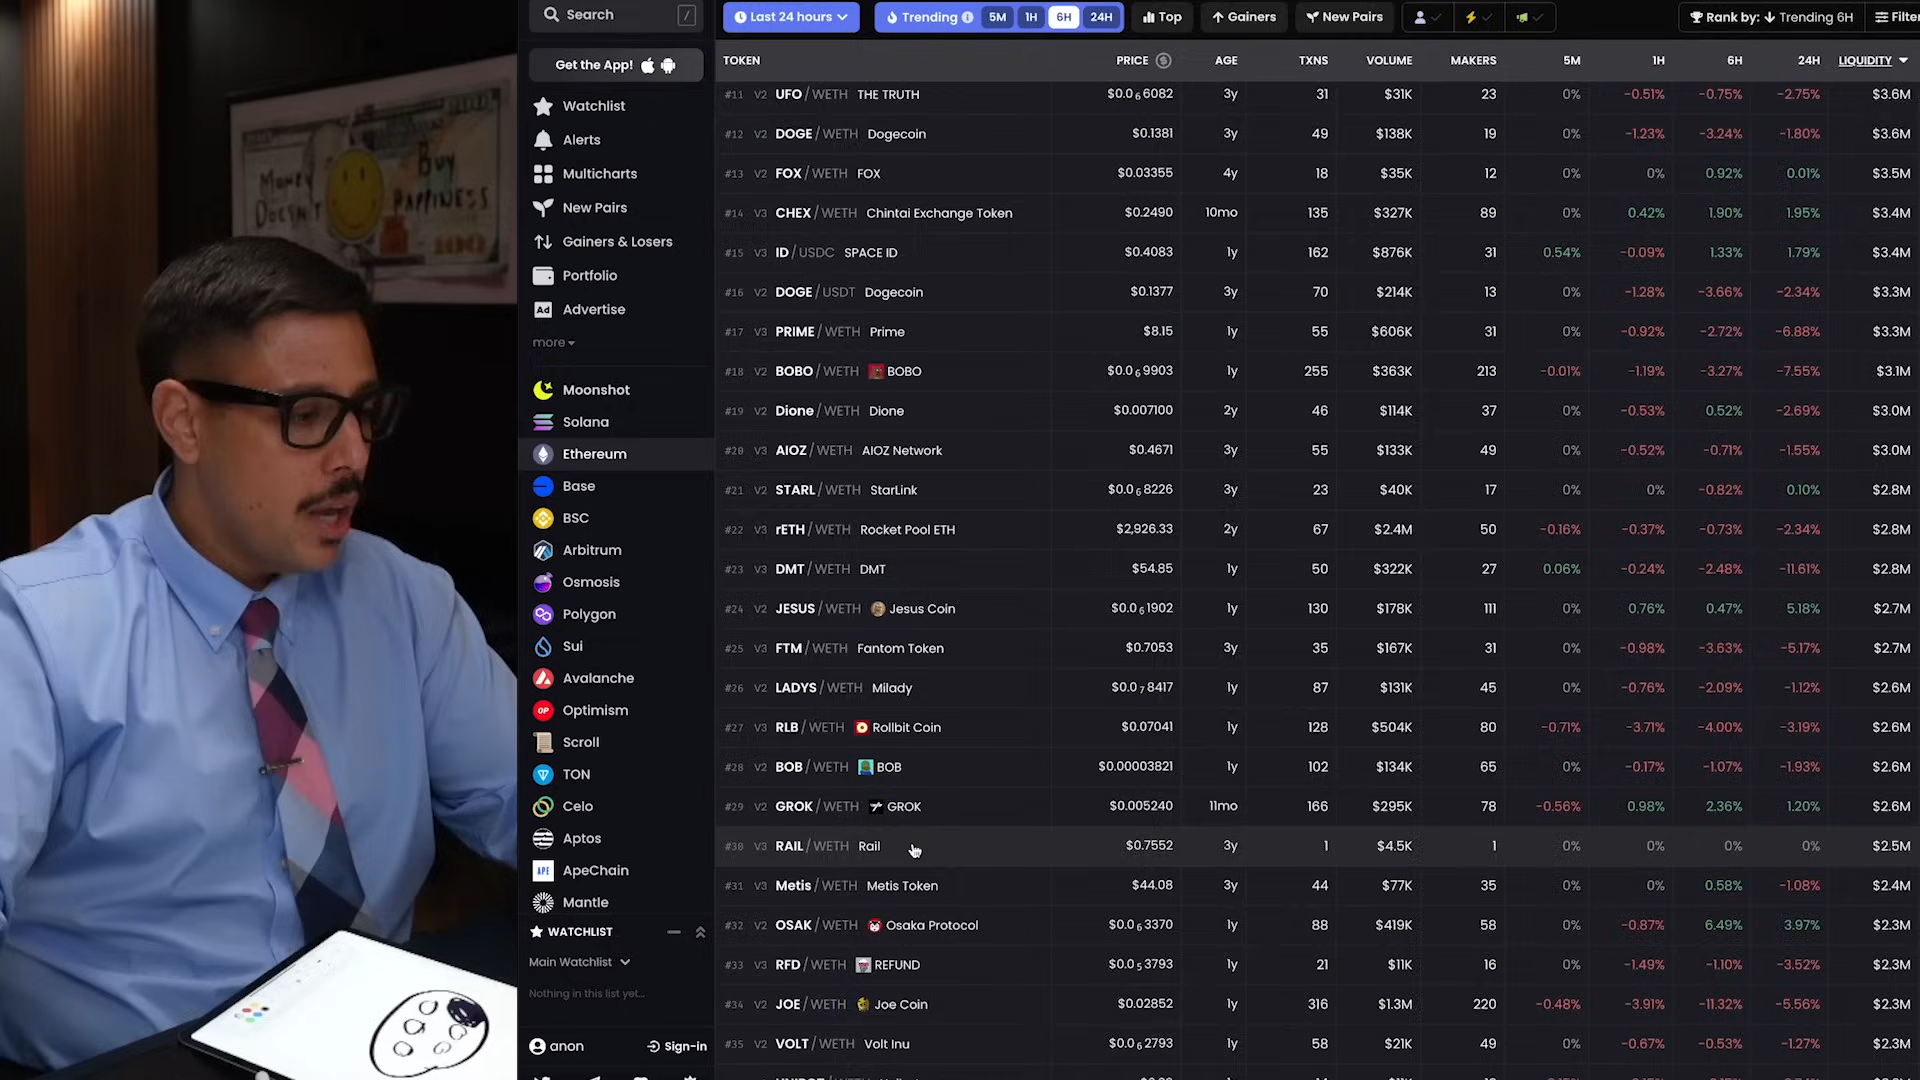 Search /
Last 24 hours
Trending 5M 1H 6H 24H
Top
Gainers
New Pairs
Rank by: Trending 6H
Get the App!
Watchlist
Alerts
Multicharts
New Pairs
Gainers & Losers
Portfolio
Ad Advertise
more
Moonshot
Solana
Ethereum
Base
BSC
Arbitrum
Osmosis
Polygon
Sui
Avalanche
OP Optimism
Scroll
TON
Celo
Aptos
APE ApeChain
Mantle
WATCHLIST
Main Watchlist
Nothing in this list yet...
anon Sign-in
MONEY DOESN'T BUY HAPPINESS
TOKEN PRICE AGE TXNS VOLUME MAKERS 5M 1H 6H 24H LIQUIDITY
#11 V2 UFO / WETH THE TRUTH $0.0₆6082 3y 31 $31K 23 0% -0.51% -0.75% -2.75% $3.6M
#12 V2 DOGE / WETH Dogecoin $0.1381 3y 49 $138K 19 0% -1.23% -3.24% -1.80% $3.6M
#13 V2 FOX / WETH FOX $0.03355 4y 18 $35K 12 0% 0% 0.92% 0.01% $3.5M
#14 V3 CHEX / WETH Chintai Exchange Token $0.2490 10mo 135 $327K 89 0% 0.42% 1.90% 1.95% $3.4M
#15 V3 ID / USDC SPACE ID $0.4083 1y 162 $876K 31 0.54% -0.09% 1.33% 1.79% $3.4M
#16 V2 DOGE / USDT Dogecoin $0.1377 3y 70 $214K 13 0% -1.28% -3.66% -2.34% $3.3M
#17 V3 PRIME / WETH Prime $8.15 1y 55 $606K 31 0% -0.92% -2.72% -6.88% $3.3M
#18 V2 BOBO / WETH BOBO $0.0₆9903 1y 255 $363K 213 -0.01% -1.19% -3.27% -7.55% $3.1M
#19 V2 Dione / WETH Dione $0.007100 2y 46 $114K 37 0% -0.53% 0.52% -2.69% $3.0M
#20 V3 AIOZ / WETH AIOZ Network $0.4671 3y 55 $133K 49 0% -0.52% -0.71% -1.55% $3.0M
#21 V2 STARL / WETH StarLink $0.0₆8226 3y 23 $40K 17 0% 0% -0.82% 0.10% $2.8M
#22 V3 rETH / WETH Rocket Pool ETH $2,926.33 2y 67 $2.4M 50 -0.16% -0.37% -0.73% -2.34% $2.8M
#23 V3 DMT / WETH DMT $54.85 1y 50 $322K 27 0.06% -0.24% -2.48% -11.61% $2.8M
#24 V2 JESUS / WETH Jesus Coin $0.0₆1902 1y 130 $178K 111 0% 0.76% 0.47% 5.18% $2.7M
#25 V3 FTM / WETH Fantom Token $0.7053 3y 35 $167K 31 0% -0.98% -3.63% -5.17% $2.7M
#26 V2 LADYS / WETH Milady $0.0₇8417 1y 87 $131K 45 0% -0.76% -2.09% -1.12% $2.6M
#27 V3 RLB / WETH Rollbit Coin $0.07041 1y 128 $504K 80 -0.71% -3.71% -4.00% -3.19% $2.6M
#28 V2 BOB / WETH BOB $0.00003821 1y 102 $134K 65 0% -0.17% -1.07% -1.93% $2.6M
#29 V2 GROK / WETH GROK $0.005240 11mo 166 $295K 78 -0.56% 0.98% 2.36% 1.20% $2.6M
#30 V3 RAIL / WETH Rail $0.7552 3y 1 $4.5K 1 0% 0% 0% 0% $2.5M
#31 V3 Metis / WETH Metis Token $44.08 3y 44 $77K 35 0% 0% 0.58% -1.08% $2.4M
#32 V2 OSAK / WETH Osaka Protocol $0.0₆3370 1y 88 $419K 58 0% -0.87% 6.49% 3.97% $2.3M
#33 V3 RFD / WETH REFUND $0.0₅3793 1y 21 $11K 16 0% -1.49% -1.10% -3.52% $2.3M
#34 V2 JOE / WETH Joe Coin $0.02852 1y 316 $1.3M 220 -0.48% -3.91% -11.32% -5.56% $2.3M
#35 V2 VOLT / WETH Volt Inu $0.0₆2793 1y 58 $21K 49 0% -0.67% -0.53% -1.27% $2.3M